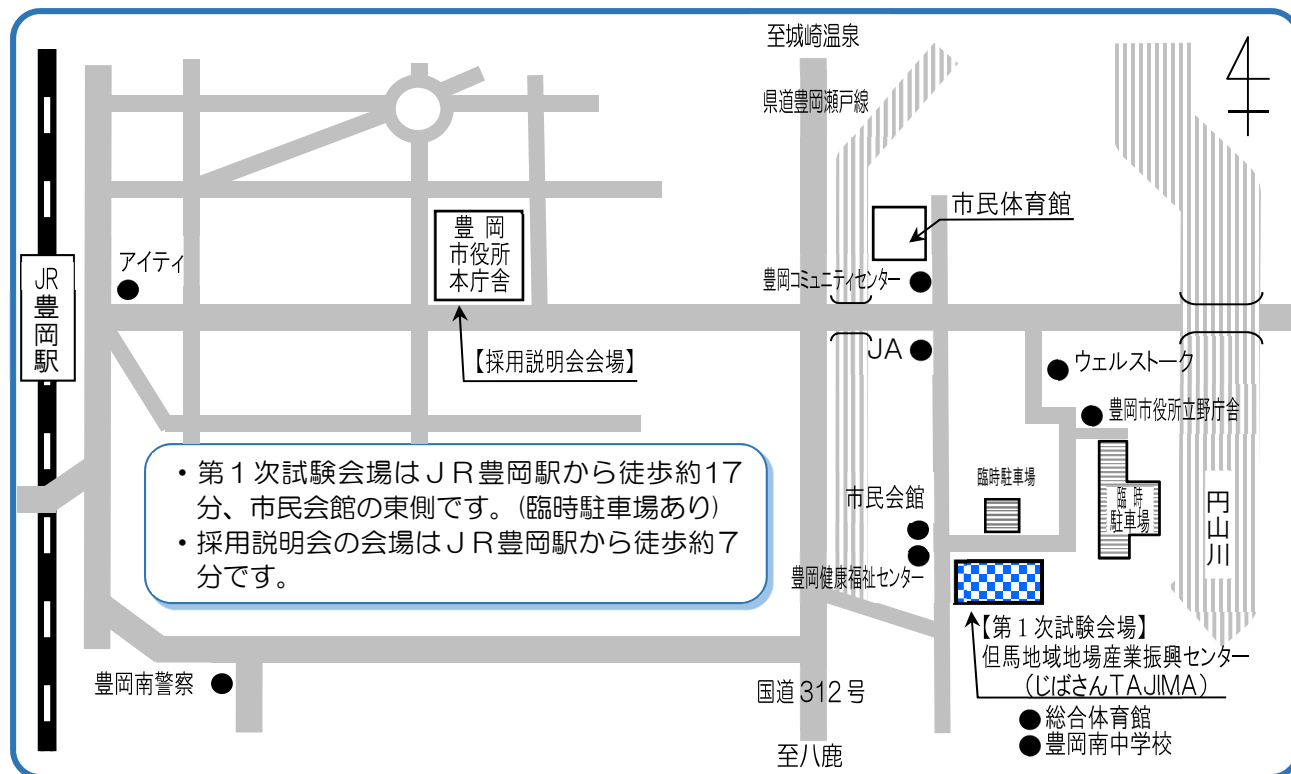 至城崎温泉
県道豊岡瀬戸線
市民体育館
豊岡
市役所
本庁舎
アイティ
JR豊岡駅
豊岡コミュニティセンター
【採用説明会会場】
JA
ウェルストーク
豊岡市役所立野庁舎
・第1次試験会場はJR豊岡駅から徒歩約17
分、市民会館の東側です。(臨時駐車場あり)
・採用説明会の会場はJR豊岡駅から徒歩約7
分です。
臨時駐車場
臨時
駐車場
円山川
市民会館
豊岡健康福祉センター
【第1次試験会場】
但馬地域地場産業振興センター
(じばさんTAJIMA)
豊岡南警察
国道312号
総合体育館
豊岡南中学校
至八鹿